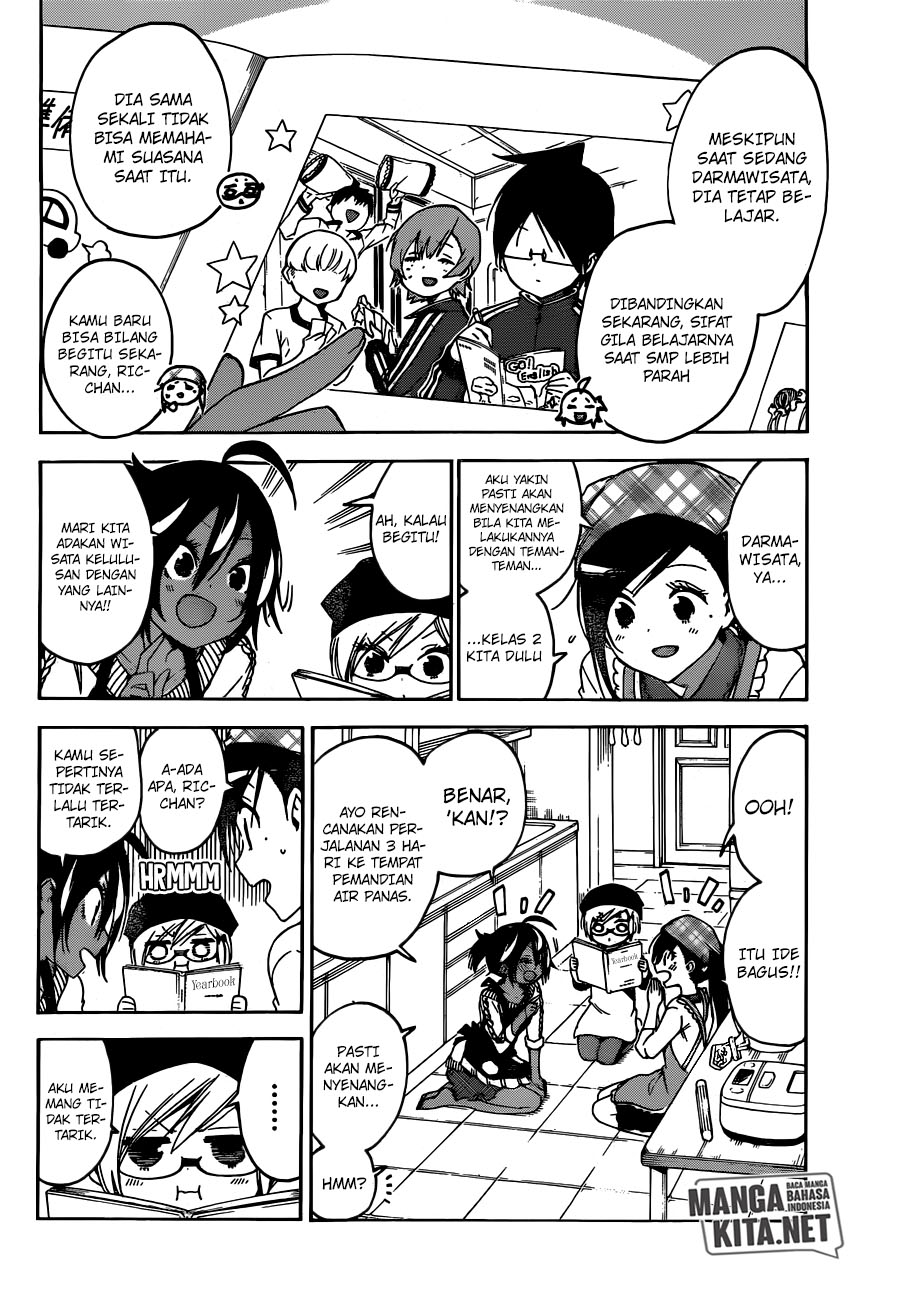 MESKIPUN
SAAT SEDANG
DARMAWISATA,
DIA TETAP BE-
LAJAR.
DIBANDINGKAN
SEKARANG, SIFAT
GILA BELAJARNYA
SAAT SMP LEBIH
PARAH
DIA SAMA
SEKALI TIDAK
BISA MEMAHA-
MI SUASANA
SAAT ITU.
KAMU BARU
BISA BILANG
BEGITU SEKA-
RANG, RIC-
CHAN...
GO!
English
DARMA-
WISATA,
YA...
AKU YAKIN
PASTI AKAN
MENYENANGKAN
BILA KITA ME-
LAKUKANNYA
DENGAN TEMAN-
TEMAN...
...KELAS 2
KITA DULU
AH, KALAU
BEGITU!
MARI KITA
ADAKAN WI-
SATA KELULU-
SAN DENGAN
YANG LAIN-
NYA!!
OOH!
ITU IDE
BAGUS!!
BENAR,
'KAN!?
AYO REN-
CANAKAN PER-
JALANAN 3 HA-
RI KE TEMPAT
PEMANDIAN
AIR PANAS.
Yearbook
PASTI
AKAN ME-
NYENANG-
KAN...
HMM?
A-ADA
APA, RIC-
CHAN?
KAMU SE-
PERTINYA
TIDAK TER-
LALU TER-
TARIK.
HRMMM
Yearbook
......
AKU ME-
MANG TI-
DAK TER-
TARIK.
MANGA
KITA.NET
BACA MANGA
BAHASA
INDONESIA